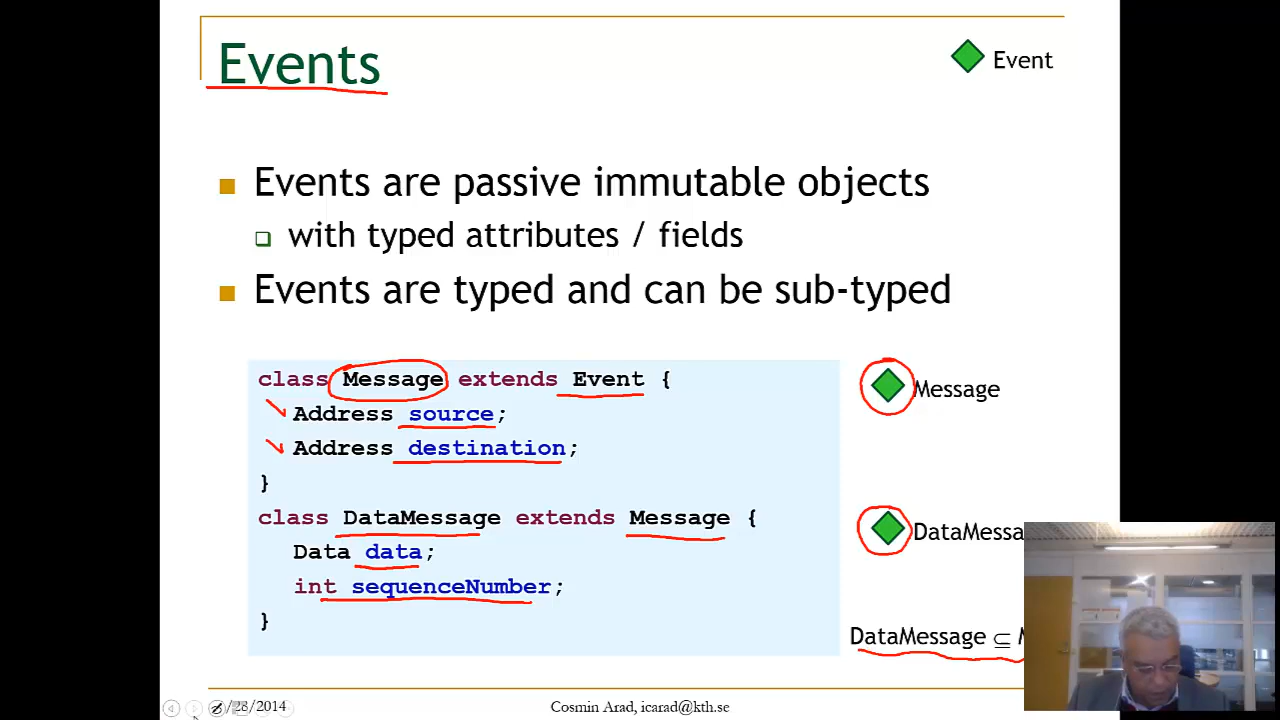 Events
Event
Events are passive immutable objects
with typed attributes / fields
Events are typed and can be sub-typed
class Message extends Event {
Address source;
Address destination;
}
Message
class DataMessage extends Message {
Data data;
int sequenceNumber;
}
DataMessa
DataMessage ⊆
/28/2014
Cosmin Arad, icarad@kth.se